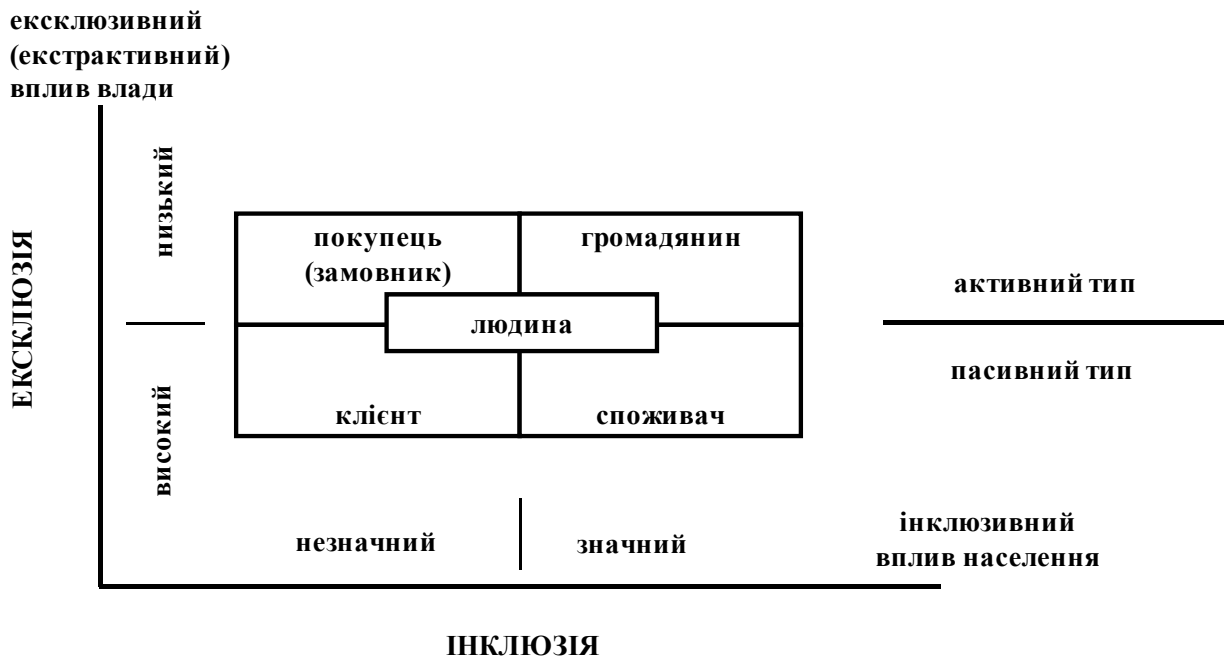 ексклюзивний
(екстрактивний)
вплив влади
ЕКСКЛЮЗІЯ
низький
високий
покупець
(замовник)
громадянин
людина
клієнт
споживач
активний тип
пасивний тип
незначний
значний
інклюзивний
вплив населення
ІНКЛЮЗІЯ